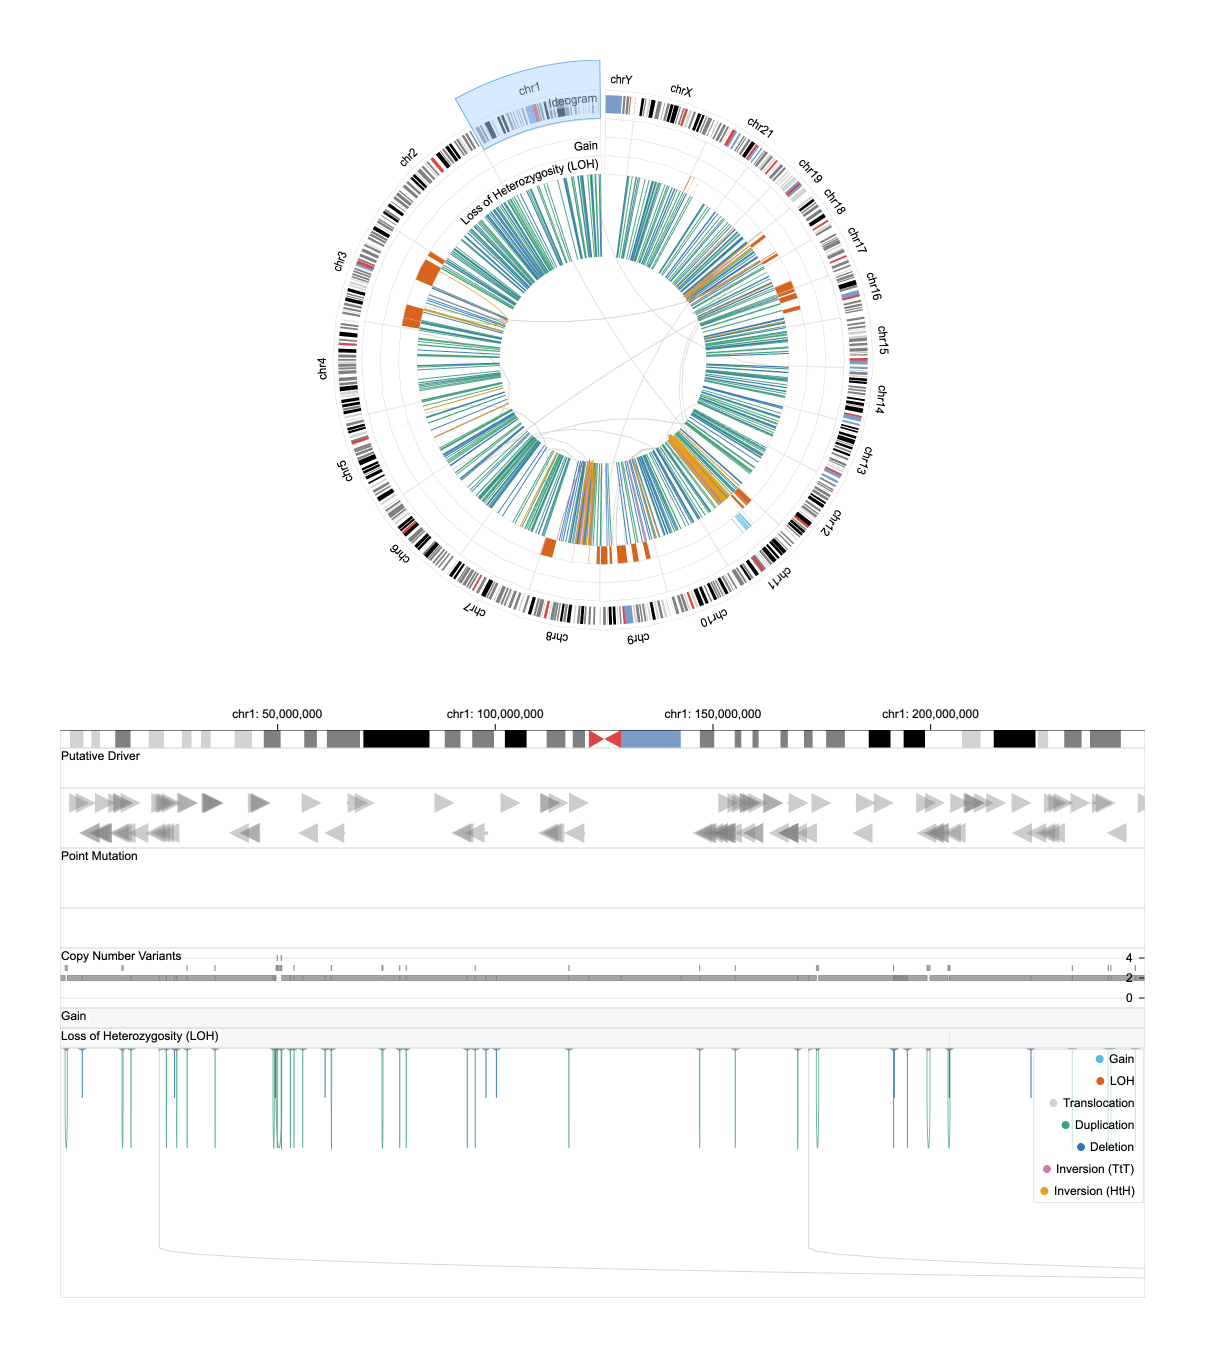 chrY
chrX
chr21
chr19
chr18
chr17
chr16
chr15
chr14
chr13
chr12
chr11
chr10
chr9
chr8
chr7
chr6
chr5
chr4
chr3
chr2
chr1
Ideogram
Gain
Loss of Heterozygosity (LOH)
chr1: 50,000,000
chr1: 100,000,000
chr1: 150,000,000
chr1: 200,000,000
Putative Driver
Point Mutation
Copy Number Variants
4
2
0
Gain
Loss of Heterozygosity (LOH)
Gain
LOH
Translocation
Duplication
Deletion
Inversion (TtT)
Inversion (HtH)